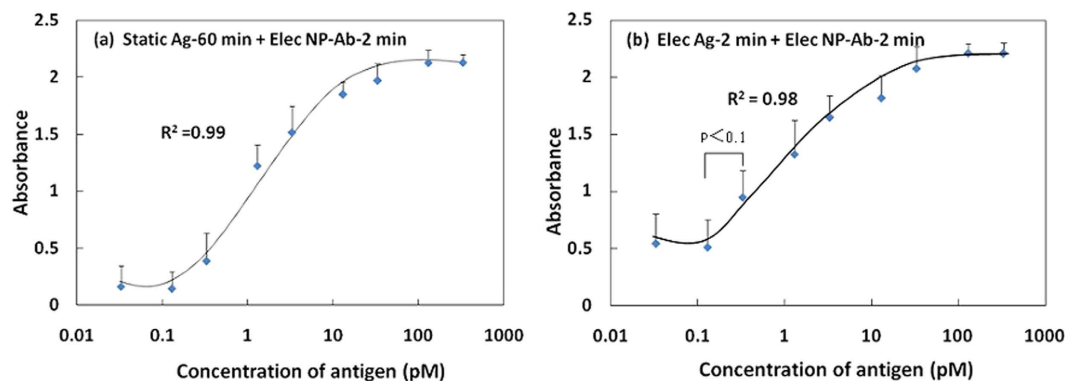 (a) Static Ag-60 min + Elec NP-Ab-2 min
R² =0.99
Absorbance
2.5
2
1.5
1
0.5
0
0.01 0.1 1 10 100 1000
Concentration of antigen (pM)
(b) Elec Ag-2 min + Elec NP-Ab-2 min
R² = 0.98
P<0.1
Absorbance
2.5
2
1.5
1
0.5
0
0.01 0.1 1 10 100 1000
Concentration of antigen (pM)